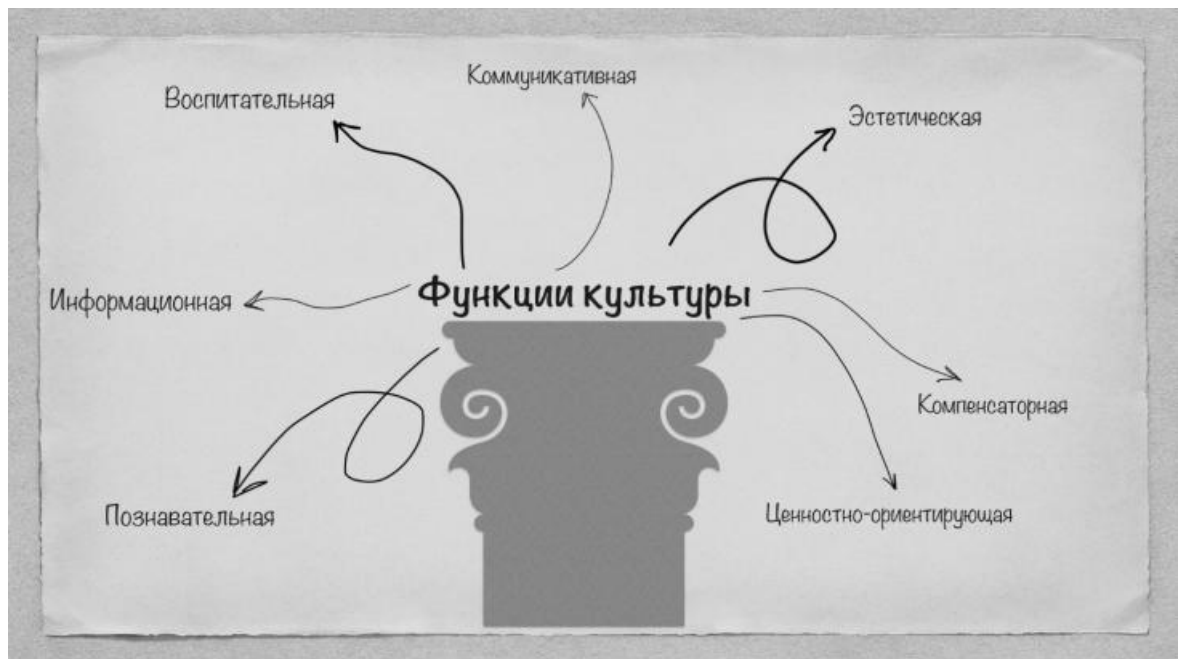 Коммуникативная
Воспитательная
Эстетическая
Информационная
Функции культуры
Компенсаторная
Познавательная
Ценностно-ориентирующая